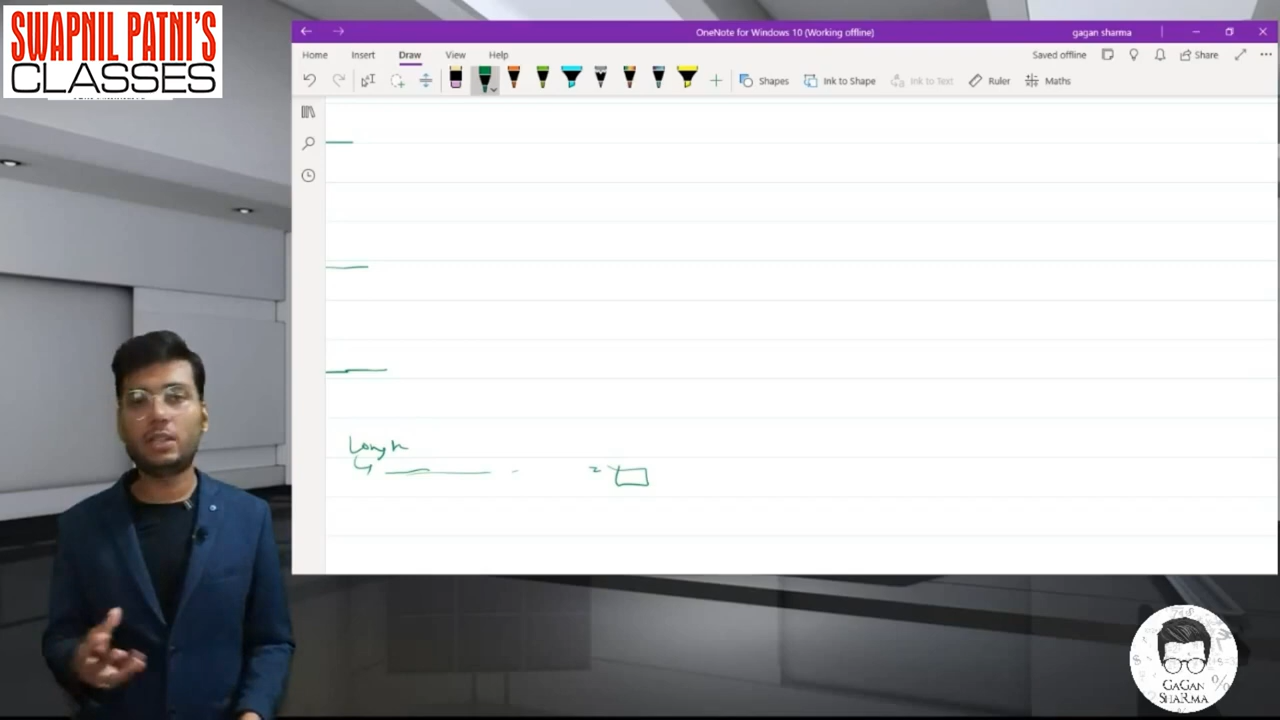 SWAPNIL PATNI'S
CLASSES
OneNote for Windows 10 (Working offline)
gagan sharma
Home Insert Draw View Help
Saved offline
Share
Shapes
Ink to Shape
Ink to Text
Ruler
Maths
=
GAGAN
SHARMA